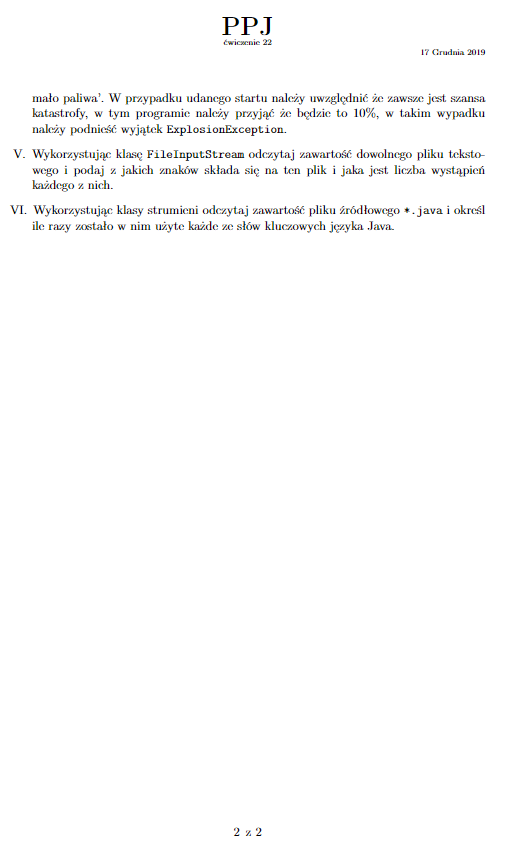 PPJ
ćwiczenie 22
17 Grudnia 2019
mało paliwa'. W przypadku udanego startu należy uwzględnić że zawsze jest szansa
katastrofy, w tym programie należy przyjąć że będzie to 10%, w takim wypadku
należy podnieść wyjątek ExplosionException.
V. Wykorzystując klasę FileInputStream odczytaj zawartość dowolnego pliku teksto-
wego i podaj z jakich znaków składa się na ten plik i jaka jest liczba wystąpień
każdego z nich.
VI. Wykorzystując klasy strumieni odczytaj zawartość pliku źródłowego *.java i określ
ile razy zostało w nim użyte każde ze słów kluczowych języka Java.
2 z 2